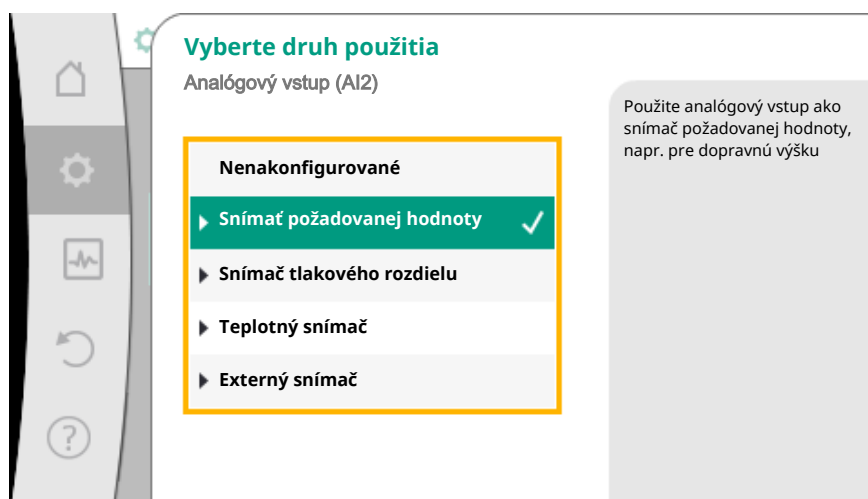 Vyberte druh použitia
Analógový vstup (AI2)
Nenakonfigurované
Snímať požadovanej hodnoty
Snímač tlakového rozdielu
Teplotný snímač
Externý snímač
Použite analógový vstup ako
snímač požadovanej hodnoty,
napr. pre dopravnú výšku